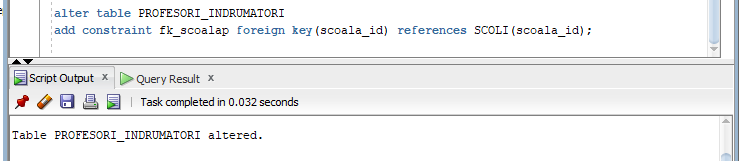 alter table PROFESORI_INDRUMATORI
add constraint fk_scoalap foreign key(scoala_id) references SCOLI(scoala_id);
Script Output x Query Result x
Task completed in 0.032 seconds
Table PROFESORI_INDRUMATORI altered.